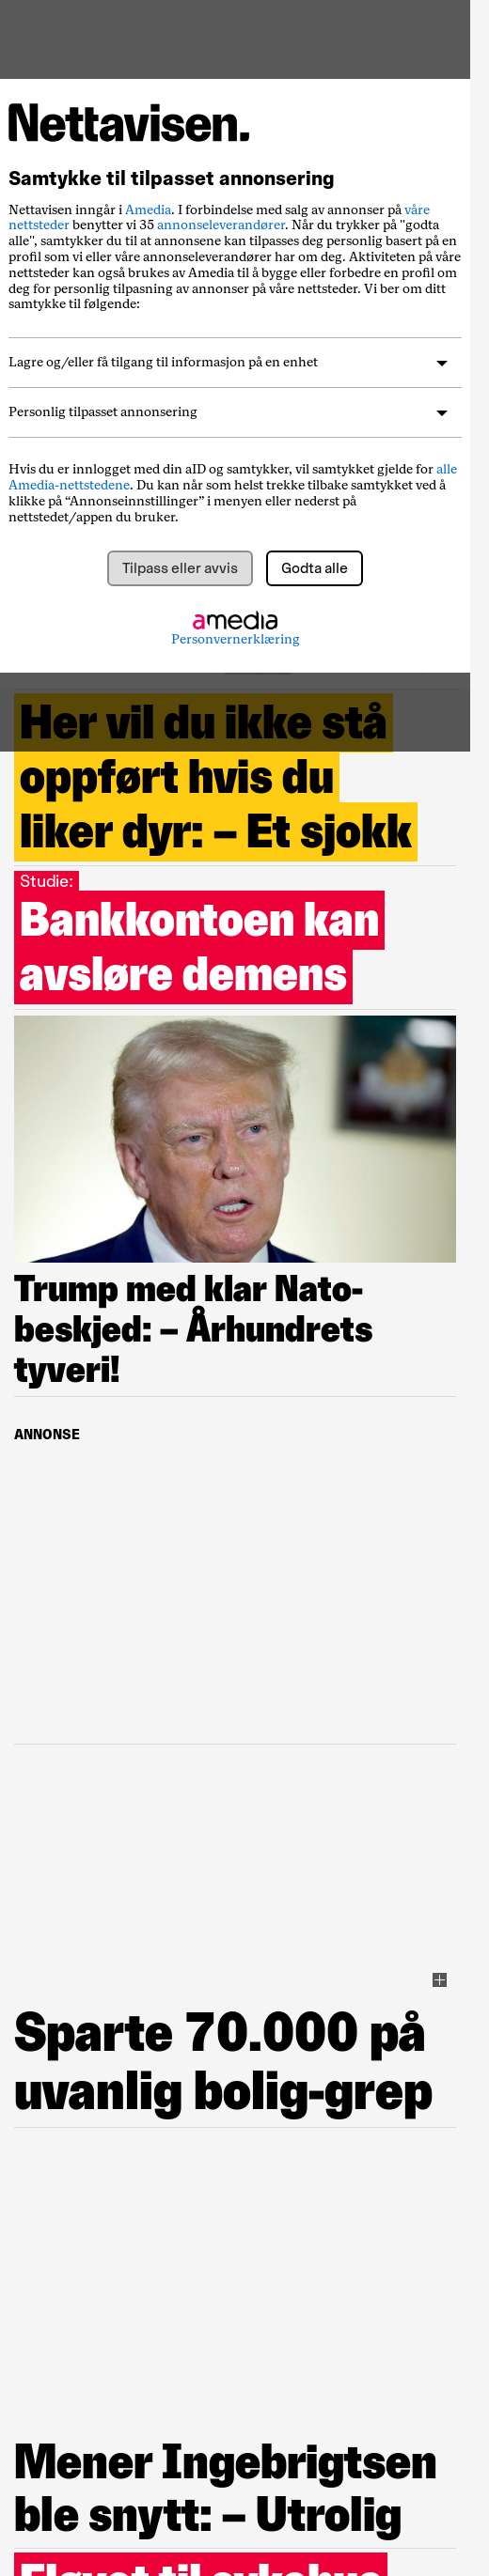 Nettavisen.
Samtykke til tilpasset annonsering
Nettavisen inngår i Amedia. I forbindelse med salg av annonser på våre
nettsteder benytter vi 35 annonseleverandører. Når du trykker på "godta
alle", samtykker du til at annonsene kan tilpasses deg personlig basert på en
profil som vi eller våre annonseleverandører har om deg. Aktiviteten på våre
nettsteder kan også brukes av Amedia til å bygge eller forbedre en profil om
deg for personlig tilpasning av annonser på våre nettsteder. Vi ber om ditt
samtykke til følgende:
Lagre og/eller få tilgang til informasjon på en enhet
Personlig tilpasset annonsering
Hvis du er innlogget med din aID og samtykker, vil samtykket gjelde for alle
Amedia-nettstedene. Du kan når som helst trekke tilbake samtykket ved å
klikke på “Annonseinnstillinger” i menyen eller nederst på
nettstedet/appen du bruker.
Tilpass eller avvis
Godta alle
amedia
Personvernerklæring
Her vil du ikke stå
oppført hvis du
liker dyr: – Et sjokk
Studie:
Bankkontoen kan
avsløre demens
Trump med klar Nato-
beskjed: – Århundrets
tyveri!
ANNONSE
Sparte 70.000 på
uvanlig bolig-grep
Mener Ingebrigtsen
ble snytt: – Utrolig